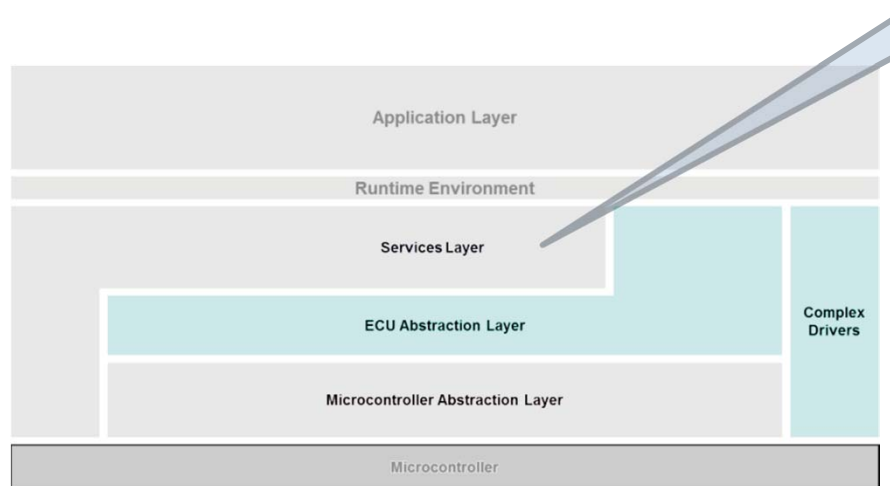 Application Layer
Runtime Environment
Services Layer
ECU Abstraction Layer
Complex
Drivers
Microcontroller Abstraction Layer
Microcontroller